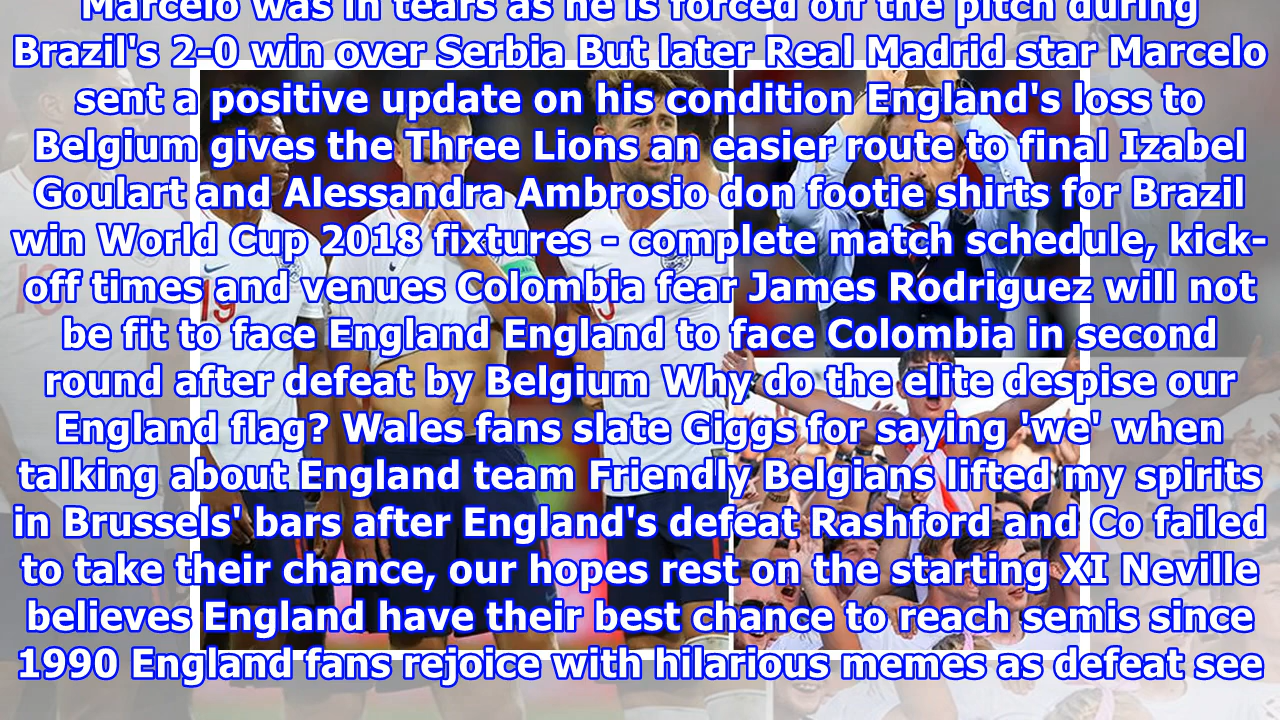 Marcelo was in tears as he is forced off the pitch during
Brazil's 2-0 win over Serbia But later Real Madrid star Marcelo
sent a positive update on his condition England's loss to
Belgium gives the Three Lions an easier route to final Izabel
Goulart and Alessandra Ambrosio don footie shirts for Brazil
win World Cup 2018 fixtures - complete match schedule, kick-
off times and venues Colombia fear James Rodriguez will not
be fit to face England England to face Colombia in second
round after defeat by Belgium Why do the elite despise our
England flag? Wales fans slate Giggs for saying 'we' when
talking about England team Friendly Belgians lifted my spirits
in Brussels' bars after England's defeat Rashford and Co failed
to take their chance, our hopes rest on the starting XI Neville
believes England have their best chance to reach semis since
1990 England fans rejoice with hilarious memes as defeat see
19